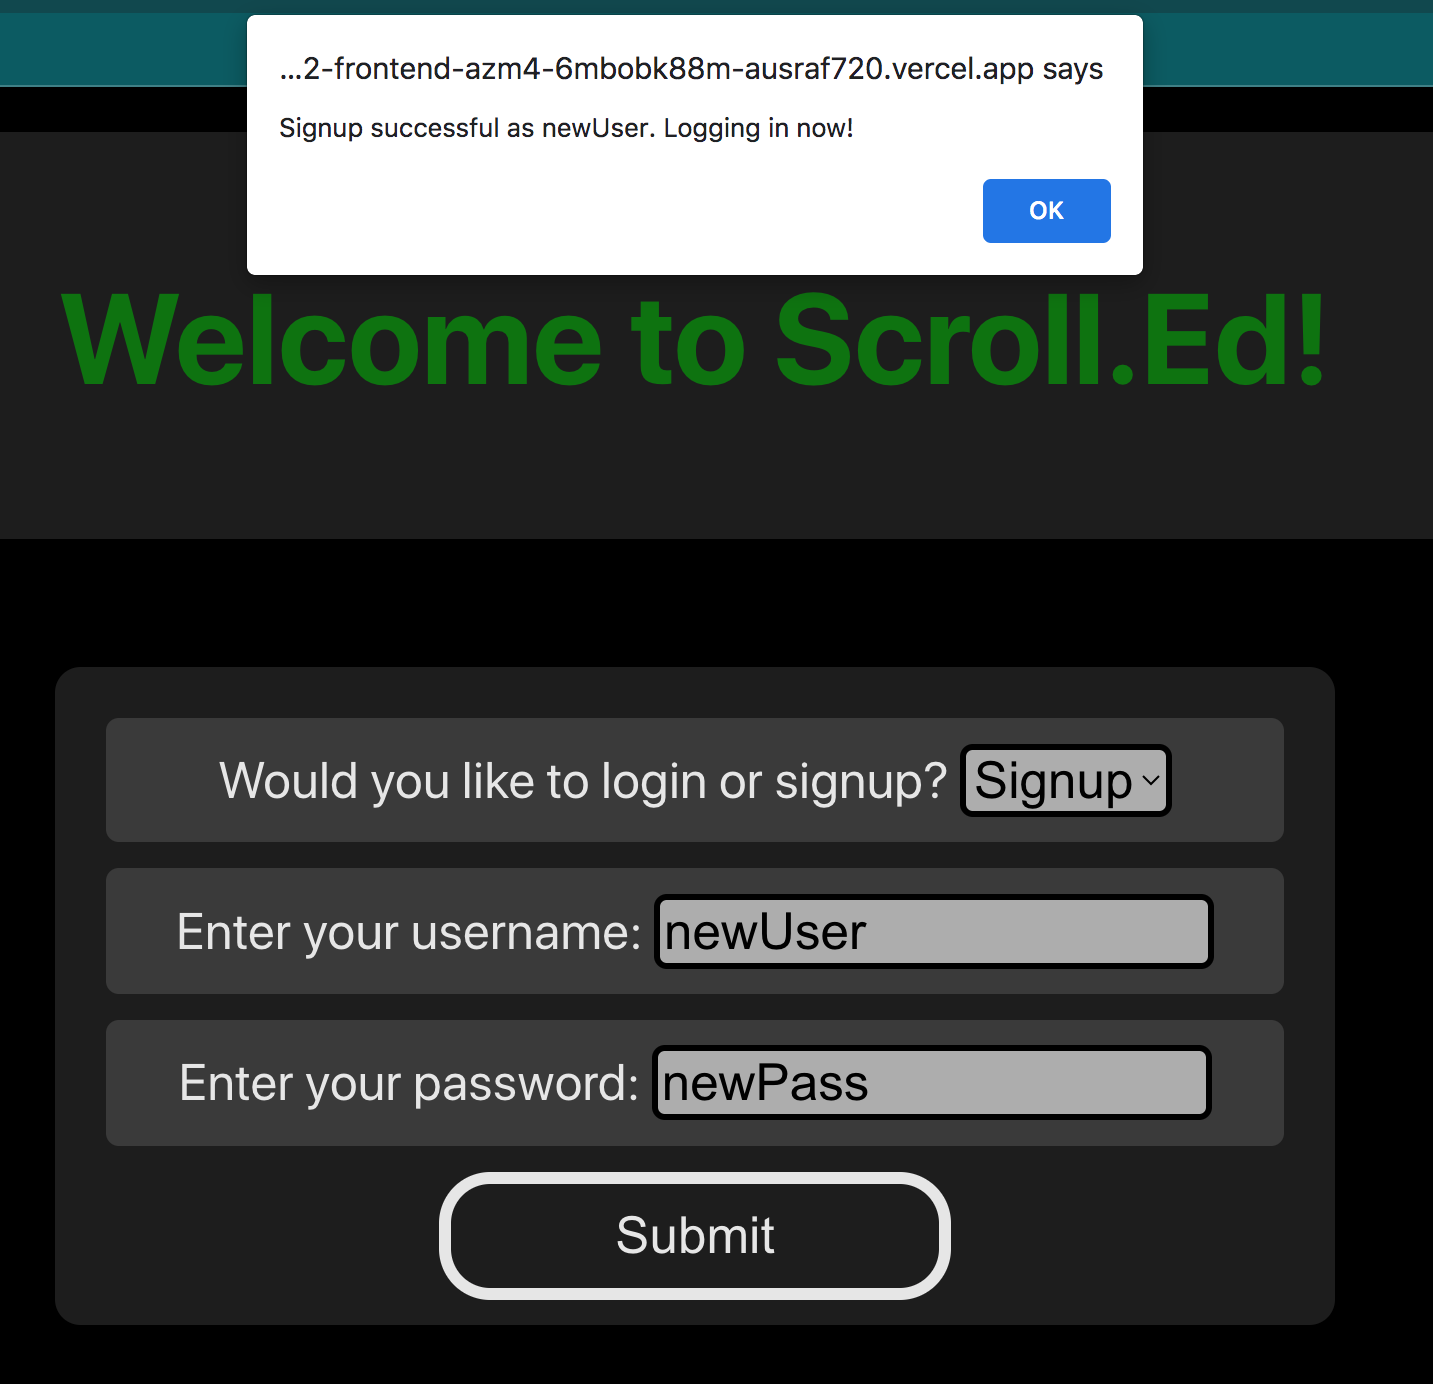 ...2-frontend-azm4-6mbobk88m-ausraf720.vercel.app says
Signup successful as newUser. Logging in now!
OK
Welcome to Scroll.Ed!
Would you like to login or signup? Signup
Enter your username: newUser
Enter your password: newPass
Submit